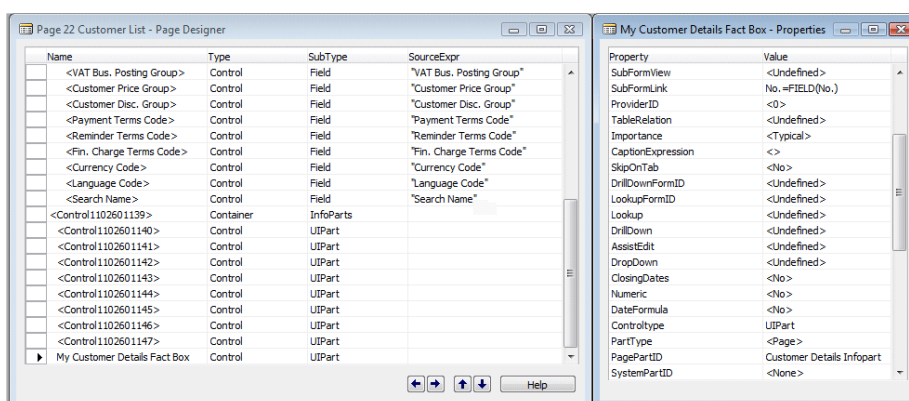 Page 22 Customer List - Page Designer
Name Type SubType SourceExpr
<VAT Bus. Posting Group> Control Field "VAT Bus. Posting Group"
<Customer Price Group> Control Field "Customer Price Group"
<Customer Disc. Group> Control Field "Customer Disc. Group"
<Payment Terms Code> Control Field "Payment Terms Code"
<Reminder Terms Code> Control Field "Reminder Terms Code"
<Fin. Charge Terms Code> Control Field "Fin. Charge Terms Code"
<Currency Code> Control Field "Currency Code"
<Language Code> Control Field "Language Code"
<Search Name> Control Field "Search Name"
<Control1102601139> Container InfoParts
<Control1102601140> Control UIPart
<Control1102601141> Control UIPart
<Control1102601142> Control UIPart
<Control1102601143> Control UIPart
<Control1102601144> Control UIPart
<Control1102601145> Control UIPart
<Control1102601146> Control UIPart
<Control1102601147> Control UIPart
My Customer Details Fact Box Control UIPart
Help
My Customer Details Fact Box - Properties
Property Value
SubFormView <Undefined>
SubFormLink No.=FIELD(No.)
ProviderID <0>
TableRelation <Undefined>
Importance <Typical>
CaptionExpression <>
SkipOnTab <No>
DrillDownFormID <Undefined>
LookupFormID <Undefined>
Lookup <Undefined>
DrillDown <Undefined>
AssistEdit <Undefined>
DropDown <Undefined>
ClosingDates <No>
Numeric <No>
DateFormula <No>
Controltype UIPart
PartType <Page>
PagePartID Customer Details Infopart
SystemPartID <None>